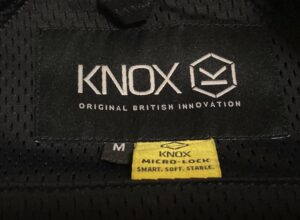 KNOX
ORIGINAL BRITISH INNOVATION
M
KNOX
MICRO-LOCK
SMART. SOFT. STABLE.